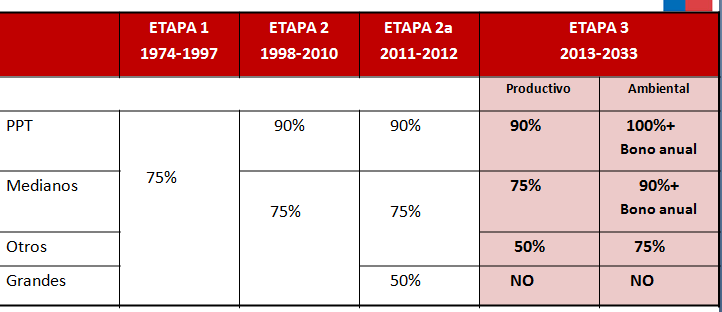 ETAPA 1
1974-1997
ETAPA 2
1998-2010
ETAPA 2a
2011-2012
ETAPA 3
2013-2033
Productivo
Ambiental
PPT
75%
90%
90%
90%
100%+
Bono anual
Medianos
75%
75%
75%
90%+
Bono anual
Otros
50%
75%
Grandes
50%
NO
NO